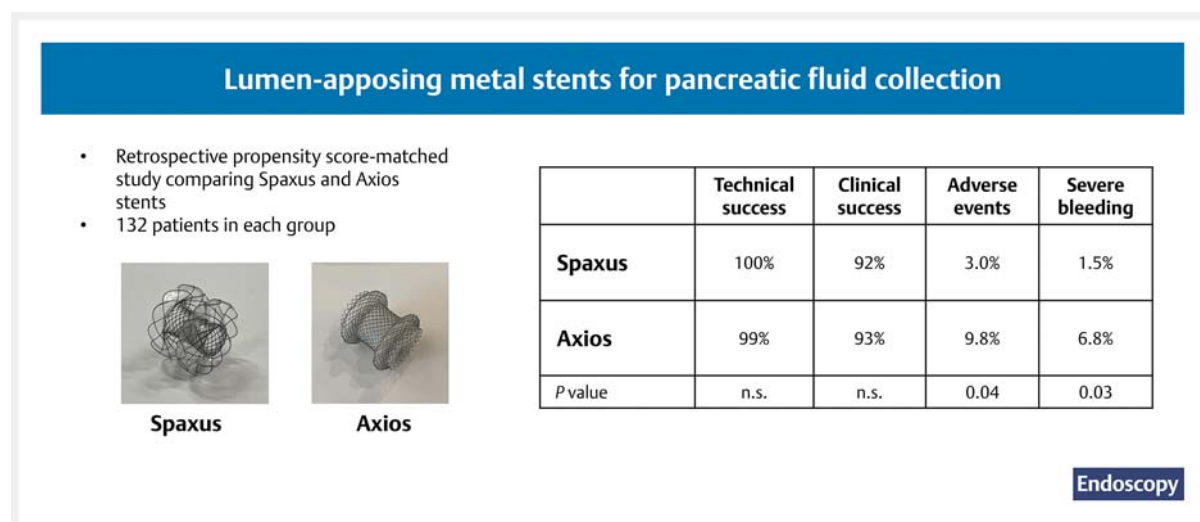 Lumen-apposing metal stents for pancreatic fluid collection
• Retrospective propensity score-matched
study comparing Spaxus and Axios
stents
• 132 patients in each group
Spaxus
Axios
Technical success
Clinical success
Adverse events
Severe bleeding
Spaxus 100% 92% 3.0% 1.5%
Axios 99% 93% 9.8% 6.8%
P value n.s. n.s. 0.04 0.03
Endoscopy